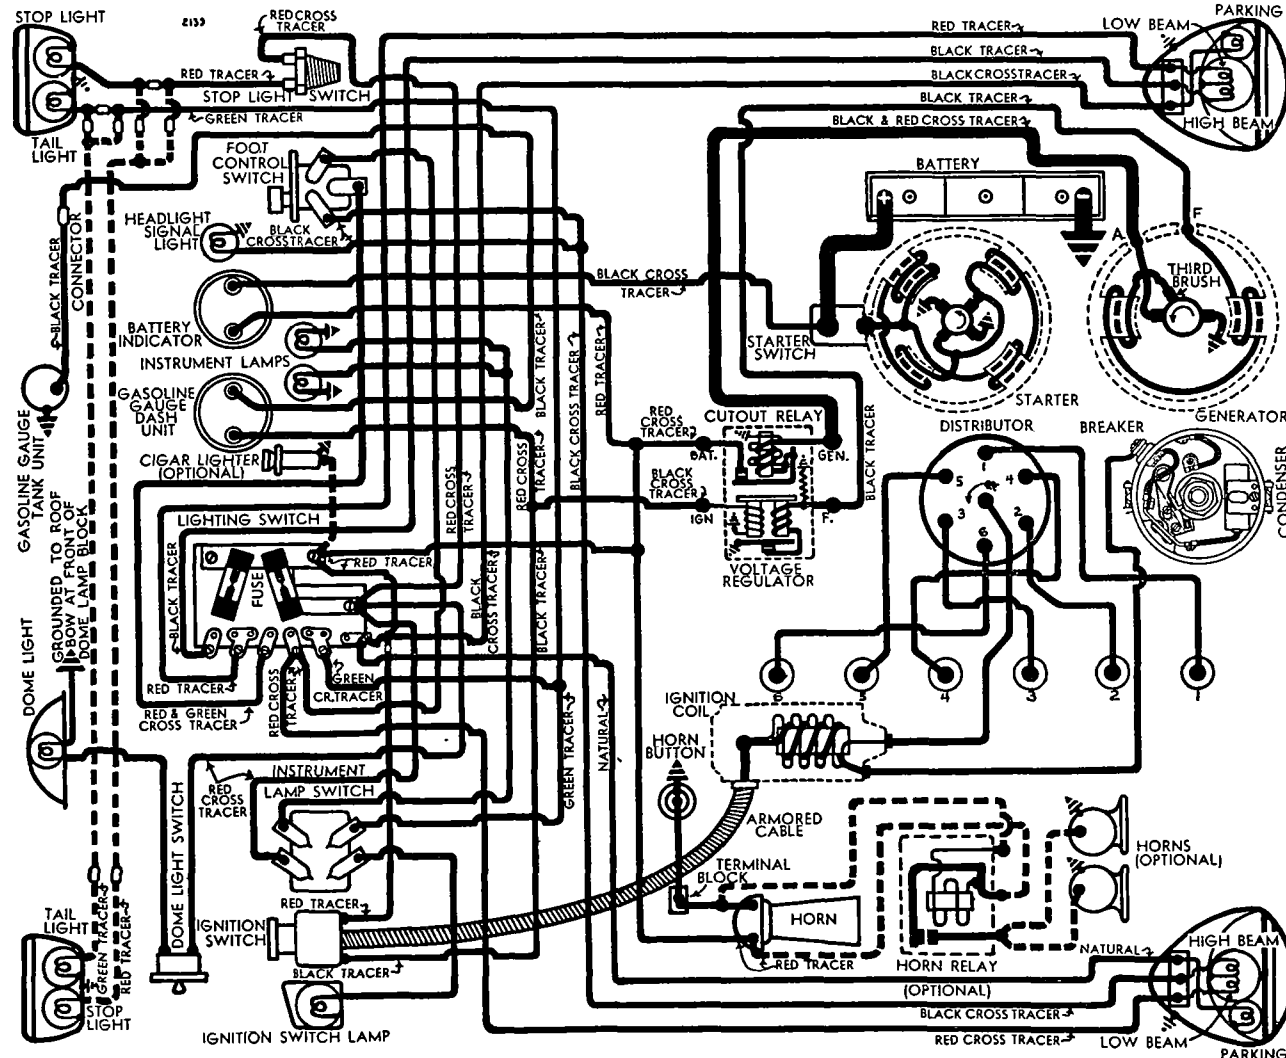 STOP LIGHT
2133
RED CROSS
TRACER
RED TRACER
STOP LIGHT SWITCH
GREEN TRACER
TAIL
LIGHT
FOOT
CONTROL
SWITCH
HEADLIGHT
SIGNAL
LIGHT
BLACK
CROSS TRACER
BLACK TRACER
CONNECTOR
BATTERY
INDICATOR
INSTRUMENT LAMPS
GASOLINE
GAUGE
DASH
UNIT
CIGAR LIGHTER
(OPTIONAL)
GASOLINE GAUGE
TANK UNIT
GROUNDED TO ROOF
BOW AT FRONT OF
DOME LAMP BLOCK
DOME LIGHT
LIGHTING SWITCH
RED TRACER
BLACK TRACER
FUSE
RED TRACER
RED & GREEN
CROSS TRACER
RED CROSS
TRACER
GREEN
CR. TRACER
RED
CROSS
TRACER
INSTRUMENT
LAMP SWITCH
DOME LIGHT SWITCH
RED TRACER
IGNITION
SWITCH
BLACK TRACER
IGNITION SWITCH LAMP
TAIL
LIGHT
GREEN TRACER
RED TRACER
STOP
LIGHT
RED TRACER
BLACK TRACER
BLACK CROSS TRACER
BLACK TRACER
BLACK & RED CROSS TRACER
PARKING
LOW BEAM
HIGH BEAM
BATTERY
+
-
BLACK CROSS
TRACER
STARTER
SWITCH
STARTER
A
F
THIRD
BRUSH
GENERATOR
BLACK TRACER
BLACK CROSS TRACER
RED TRACER
RED CROSS
TRACER
RED CROSS
TRACER
BLACK
CROSS TRACER
BLACK TRACER
GREEN TRACER
NATURAL
RED
CROSS
TRACER
BAT.
CUTOUT RELAY
GEN.
BLACK
CROSS
TRACER
IGN
F.
VOLTAGE
REGULATOR
BLACK TRACER
DISTRIBUTOR
1
5
4
3
2
6
BREAKER
CONDENSER
6
5
4
3
2
1
IGNITION
COIL
HORN
BUTTON
ARMORED
CABLE
TERMINAL
BLOCK
HORN
RED TRACER
HORNS
(OPTIONAL)
HORN RELAY
(OPTIONAL)
NATURAL
BLACK CROSS TRACER
RED CROSS TRACER
HIGH BEAM
LOW BEAM
PARKING